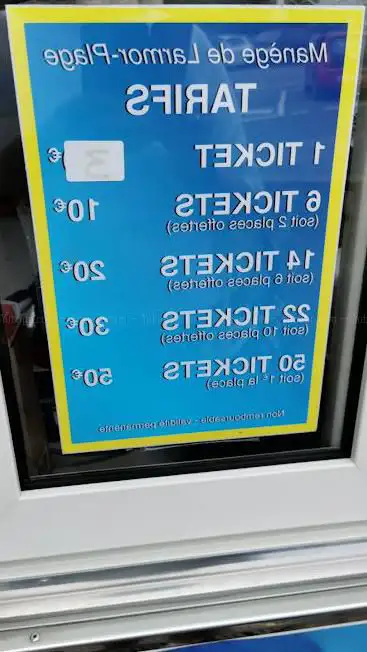 Manège de Larmor-Plage
TARIFS
1 TICKET 3€
6 TICKETS 10€
(soit 2 places offertes)
14 TICKETS 20€
(soit 6 places offertes)
22 TICKETS 30€
(soit 10 places offertes)
50 TICKETS 50€
(soit 1€ la place)
Non remboursable - validité permanente